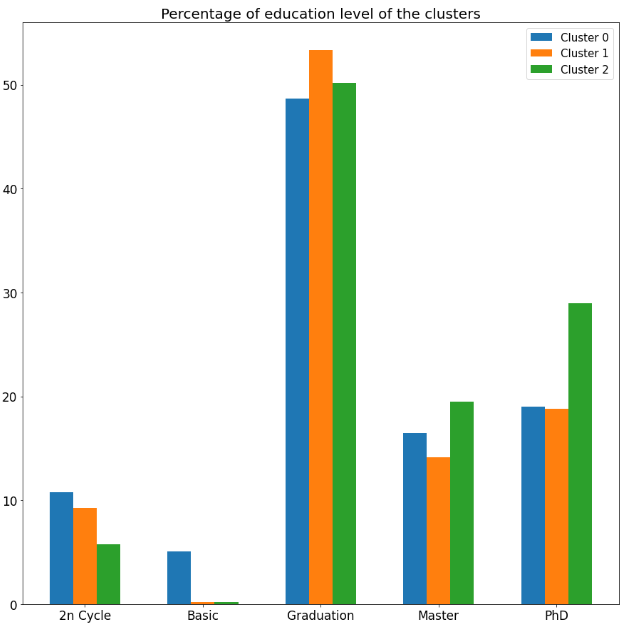 Percentage of education level of the clusters
Cluster 0
Cluster 1
Cluster 2
50
40
30
20
10
0
2n Cycle
Basic
Graduation
Master
PhD